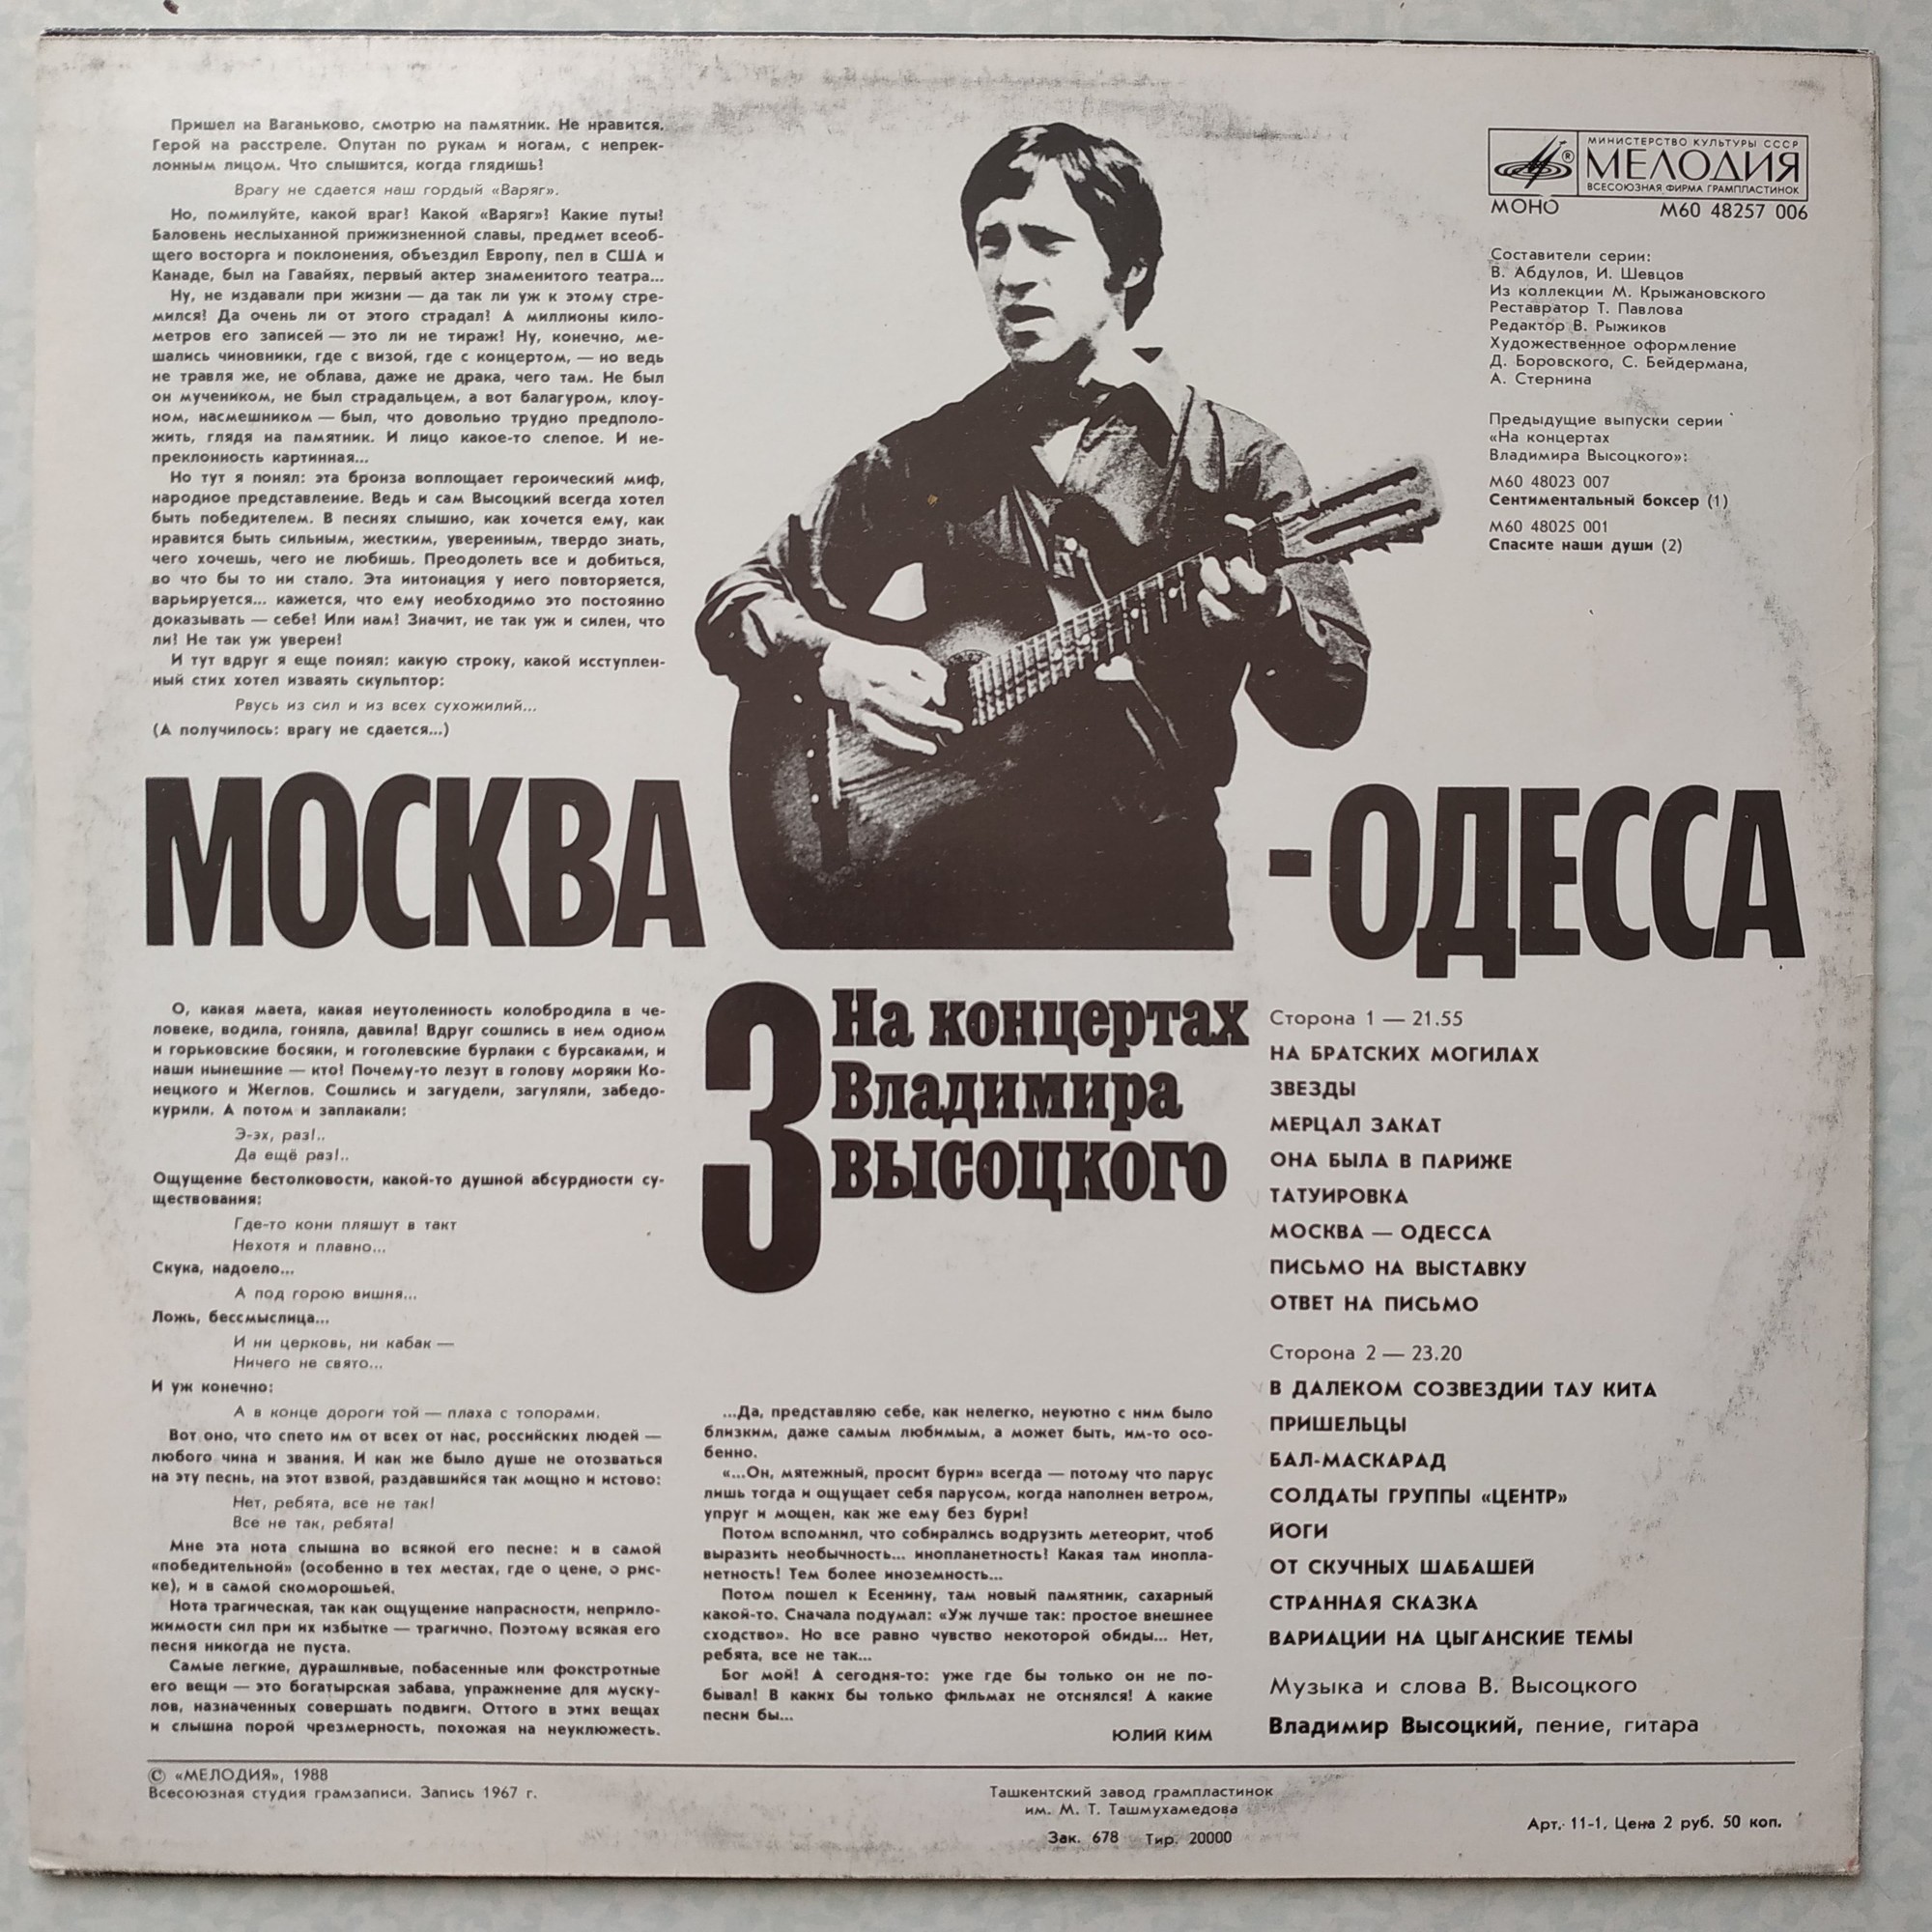 Пришел на Ваганьково, смотрю на памятник. Не нравится.
Герой на расстреле. Опутан по рукам и ногам, с непрек-
лонным лицом. Что слышится, когда глядишь!
Врагу не сдается наш гордый «Варяг».
Но, помилуйте, какой враг! Какой «Варяг»! Какие путы!
Баловень неслыханной прижизненной славы, предмет всеоб-
щего восторга и поклонения, объездил Европу, пел в США и
Канаде, был на Гавайях, первый актер знаменитого театра...
Ну, не издавали при жизни — да так ли уж к этому стре-
мился! Да очень ли от этого страдал! А миллионы кило-
метров его записей — это ли не тираж! Ну, конечно, ме-
шались чиновники, где с визой, где с концертом, — но ведь
не травля же, не облава, даже не драка, чего там. Не был
он мучеником, не был страдальцем, а вот балагуром, клоу-
ном, насмешником — был, что довольно трудно предполо-
жить, глядя на памятник. И лицо какое-то слепое. И не-
преклонность картинная...
Но тут я понял: эта бронза воплощает героический миф,
народное представление. Ведь и сам Высоцкий всегда хотел
быть победителем. В песнях слышно, как хочется ему, как
нравится быть сильным, жестким, уверенным, твердо знать,
чего хочешь, чего не любишь. Преодолеть все и добиться,
во что бы то ни стало. Эта интонация у него повторяется,
варьируется... кажется, что ему необходимо это постоянно
доказывать — себе! Или нам! Значит, не так уж и силен, что
ли! Не так уж уверен!
И тут вдруг я еще понял: какую строку, какой исступлен-
ный стих хотел изваять скульптор:
Рвусь из сил и из всех сухожилий...
(А получилось: врагу не сдается...)
МИНИСТЕРСТВО КУЛЬТУРЫ СССР
МЕЛОДИЯ
ВСЕСОЮЗНАЯ ФИРМА ГРАМПЛАСТИНОК
®
МОНО М60 48257 006
Составители серии:
В. Абдулов, И. Шевцов
Из коллекции М. Крыжановского
Реставратор Т. Павлова
Редактор В. Рыжиков
Художественное оформление
Д. Боровского, С. Бейдермана,
А. Стернина
Предыдущие выпуски серии
«На концертах
Владимира Высоцкого»:
М60 48023 007
Сентиментальный боксер (1)
М60 48025 001
Спасите наши души (2)
МОСКВА -ОДЕССА
3 На концертах
Владимира
ВЫСОЦКОГО
О, какая маета, какая неутоленность колобродила в че-
ловеке, водила, гоняла, давила! Вдруг сошлись в нем одном
и горьковские босяки, и гоголевские бурлаки с бурсаками, и
наши нынешние — кто! Почему-то лезут в голову моряки Ко-
нецкого и Жеглов. Сошлись и загудели, загуляли, забедо-
курили. А потом и заплакали:
Э-эх, раз!..
Да ещё раз!..
Ощущение бестолковости, какой-то душной абсурдности су-
ществования:
Где-то кони пляшут в такт
Нехотя и плавно...
Скука, надоело...
А под горою вишня...
Ложь, бессмыслица...
И ни церковь, ни кабак —
Ничего не свято...
И уж конечно:
А в конце дороги той — плаха с топорами.
Вот оно, что спето им от всех от нас, российских людей —
любого чина и звания. И как же было душе не отозваться
на эту песнь, на этот взвой, раздавшийся так мощно и истово:
Нет, ребята, все не так!
Все не так, ребята!
Мне эта нота слышна во всякой его песне: и в самой
«победительной» (особенно в тех местах, где о цене, о рис-
ке), и в самой скоморошьей.
Нота трагическая, так как ощущение напрасности, неприло-
жимости сил при их избытке — трагично. Поэтому всякая его
песня никогда не пуста.
Самые легкие, дурашливые, побасенные или фокстротные
его вещи — это богатырская забава, упражнение для муску-
лов, назначенных совершать подвиги. Оттого в этих вещах
и слышна порой чрезмерность, похожая на неуклюжесть.
...Да, представляю себе, как нелегко, неуютно с ним было
близким, даже самым любимым, а может быть, им-то осо-
бенно.
«...Он, мятежный, просит бури» всегда — потому что парус
лишь тогда и ощущает себя парусом, когда наполнен ветром,
упруг и мощен, как же ему без бури!
Потом вспомнил, что собирались водрузить метеорит, чтоб
выразить необычность... инопланетность! Какая там инопла-
нетность! Тем более иноземность...
Потом пошел к Есенину, там новый памятник, сахарный
какой-то. Сначала подумал: «Уж лучше так: простое внешнее
сходство». Но все равно чувство некоторой обиды... Нет,
ребята, все не так...
Бог мой! А сегодня-то: уже где бы только он не по-
бывал! В каких бы только фильмах не отснялся! А какие
песни бы...
ЮЛИЙ КИМ
Сторона 1 — 21.55
НА БРАТСКИХ МОГИЛАХ
ЗВЕЗДЫ
МЕРЦАЛ ЗАКАТ
ОНА БЫЛА В ПАРИЖЕ
ТАТУИРОВКА
МОСКВА — ОДЕССА
ПИСЬМО НА ВЫСТАВКУ
ОТВЕТ НА ПИСЬМО
Сторона 2 — 23.20
В ДАЛЕКОМ СОЗВЕЗДИИ ТАУ КИТА
ПРИШЕЛЬЦЫ
БАЛ-МАСКАРАД
СОЛДАТЫ ГРУППЫ «ЦЕНТР»
ЙОГИ
ОТ СКУЧНЫХ ШАБАШЕЙ
СТРАННАЯ СКАЗКА
ВАРИАЦИИ НА ЦЫГАНСКИЕ ТЕМЫ
Музыка и слова В. Высоцкого
Владимир Высоцкий, пение, гитара
© «МЕЛОДИЯ», 1988
Всесоюзная студия грамзаписи. Запись 1967 г.
Ташкентский завод грампластинок
им. М. Т. Ташмухамедова
Зак. 678 Тир. 20000
Арт. 11-1. Цена 2 руб. 50 коп.